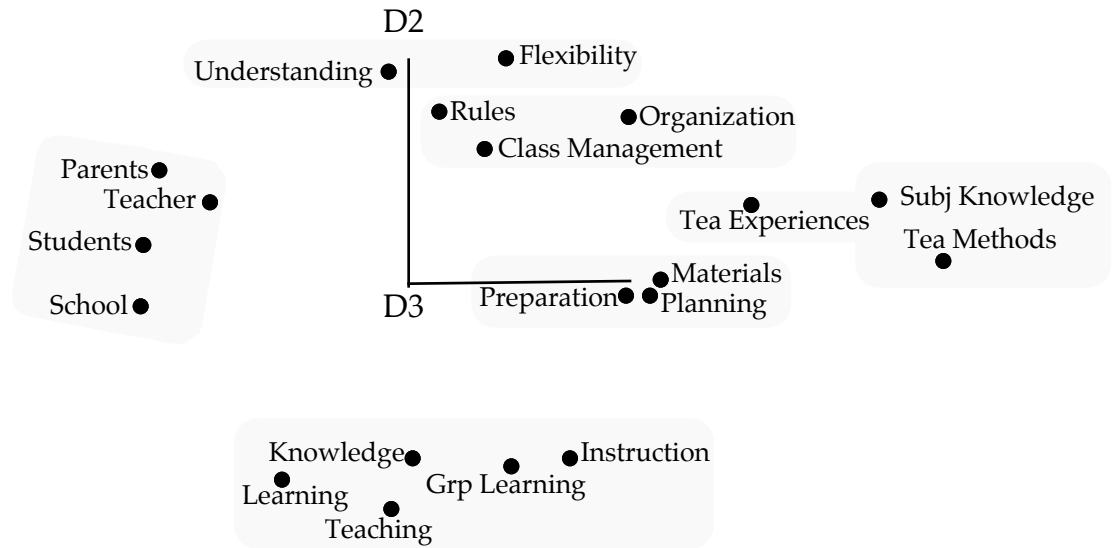 D2
Understanding
Flexibility
Rules
Organization
Class Management
Parents
Teacher
Students
School
Tea Experiences
Subj Knowledge
Tea Methods
Materials
Preparation
Planning
D3
Knowledge
Instruction
Learning
Grp Learning
Teaching